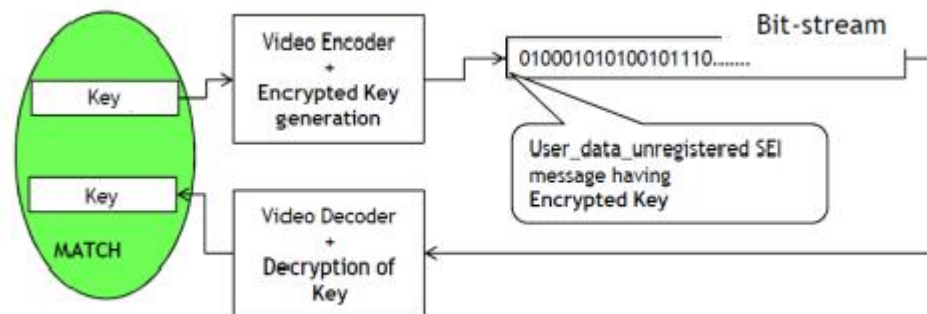 Key
Video Encoder
+
Encrypted Key
generation
Bit-stream
010001010100101110.......
User_data_unregistered SEI
message having
Encrypted Key
Key
MATCH
Video Decoder
+
Decryption of
Key